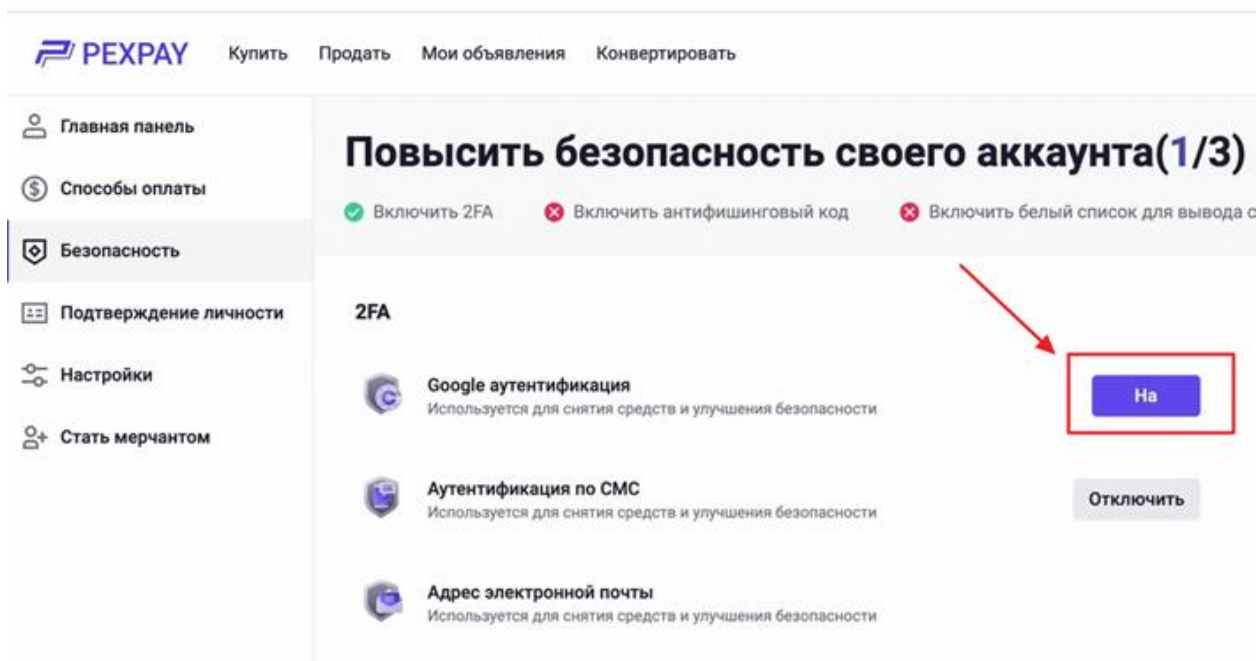 PEXPAY Купить Продать Мои объявления Конвертировать
Главная панель
Способы оплаты
Безопасность
Подтверждение личности
Настройки
Стать мерчантом
Повысить безопасность своего аккаунта(1/3)
Включить 2FA Включить антифишинговый код Включить белый список для вывода с
2FA
Google аутентификация
Используется для снятия средств и улучшения безопасности
На
Аутентификация по СМС
Используется для снятия средств и улучшения безопасности
Отключить
Адрес электронной почты
Используется для снятия средств и улучшения безопасности